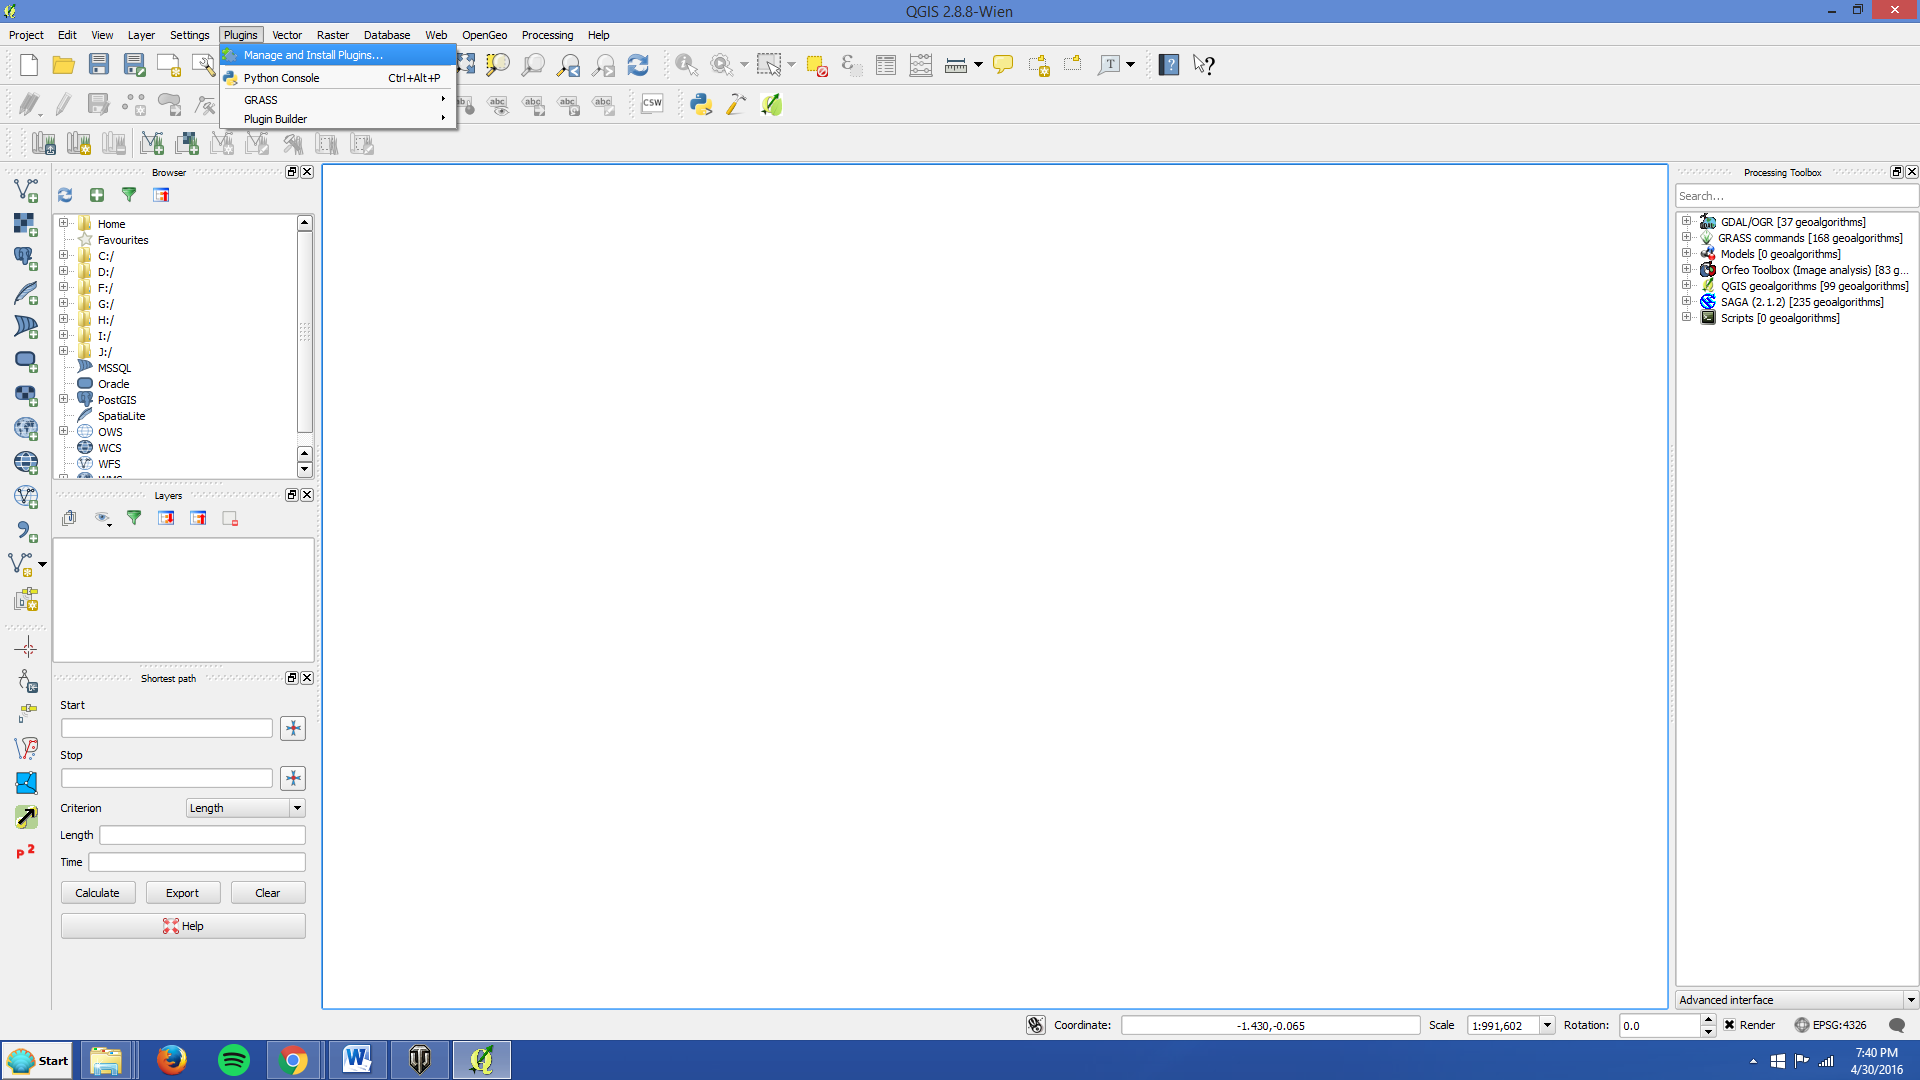 QGIS 2.8.8-Wien
Project Edit View Layer Settings Plugins Vector Raster Database Web OpenGeo Processing Help
Manage and Install Plugins...
Python Console Ctrl+Alt+P
GRASS
Plugin Builder
CSW
Browser
Home
Favourites
C:/
D:/
F:/
G:/
H:/
I:/
J:/
MSSQL
Oracle
PostGIS
SpatiaLite
OWS
WCS
WFS
Layers
Shortest path
Start
Stop
Criterion Length
Length
Time
Calculate Export Clear
Help
Processing Toolbox
Search...
GDAL/OGR [37 geoalgorithms]
GRASS commands [168 geoalgorithms]
Models [0 geoalgorithms]
Orfeo Toolbox (Image analysis) [83 g...
QGIS geoalgorithms [99 geoalgorithms]
SAGA (2.1.2) [235 geoalgorithms]
Scripts [0 geoalgorithms]
Advanced interface
Coordinate: -1.430,-0.065 Scale 1:991,602 Rotation: 0.0 Render EPSG:4326
Start
7:40 PM
4/30/2016